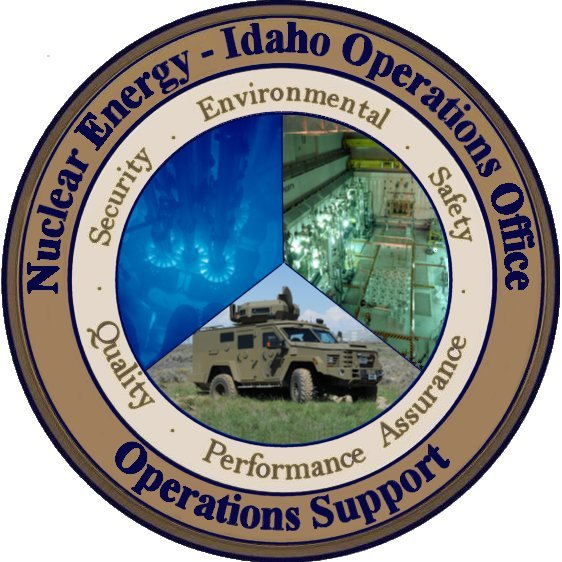 Nuclear Energy - Idaho Operations Office
Operations Support
Security · Environmental · Safety ·
Quality · Performance Assurance